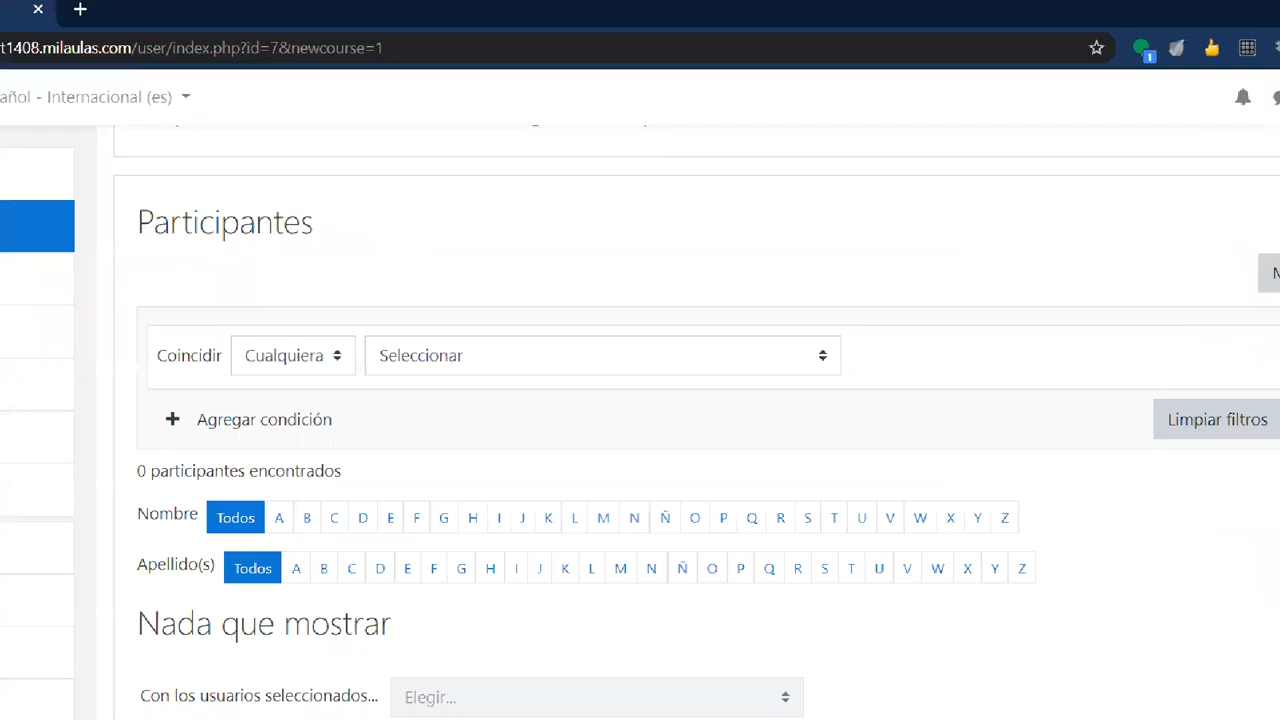 t1408.milaulas.com/user/index.php?id=7&newcourse=1
1
añol - Internacional (es)
Participantes
Coincidir Cualquiera Seleccionar
Agregar condición Limpiar filtros
0 participantes encontrados
Nombre Todos A B C D E F G H I J K L M N Ñ O P Q R S T U V W X Y Z
Apellido(s) Todos A B C D E F G H I J K L M N Ñ O P Q R S T U V W X Y Z
Nada que mostrar
Con los usuarios seleccionados... Elegir...